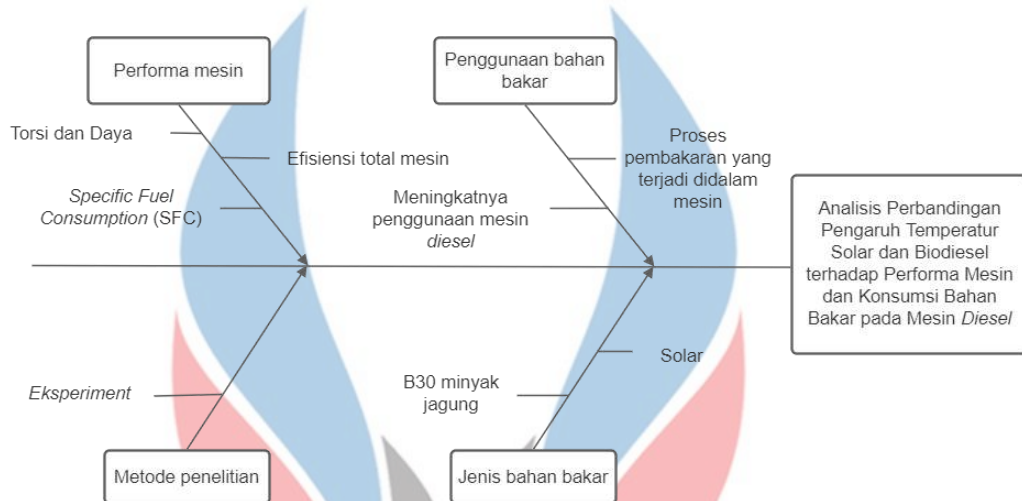 Performa mesin
Penggunaan bahan
bakar
Torsi dan Daya
Efisiensi total mesin
Specific Fuel
Consumption (SFC)
Proses
pembakaran yang
terjadi didalam
mesin
Meningkatnya
penggunaan mesin
diesel
Analisis Perbandingan
Pengaruh Temperatur
Solar dan Biodiesel
terhadap Performa Mesin
dan Konsumsi Bahan
Bakar pada Mesin Diesel
Eksperiment
B30 minyak
jagung
Solar
Metode penelitian
Jenis bahan bakar